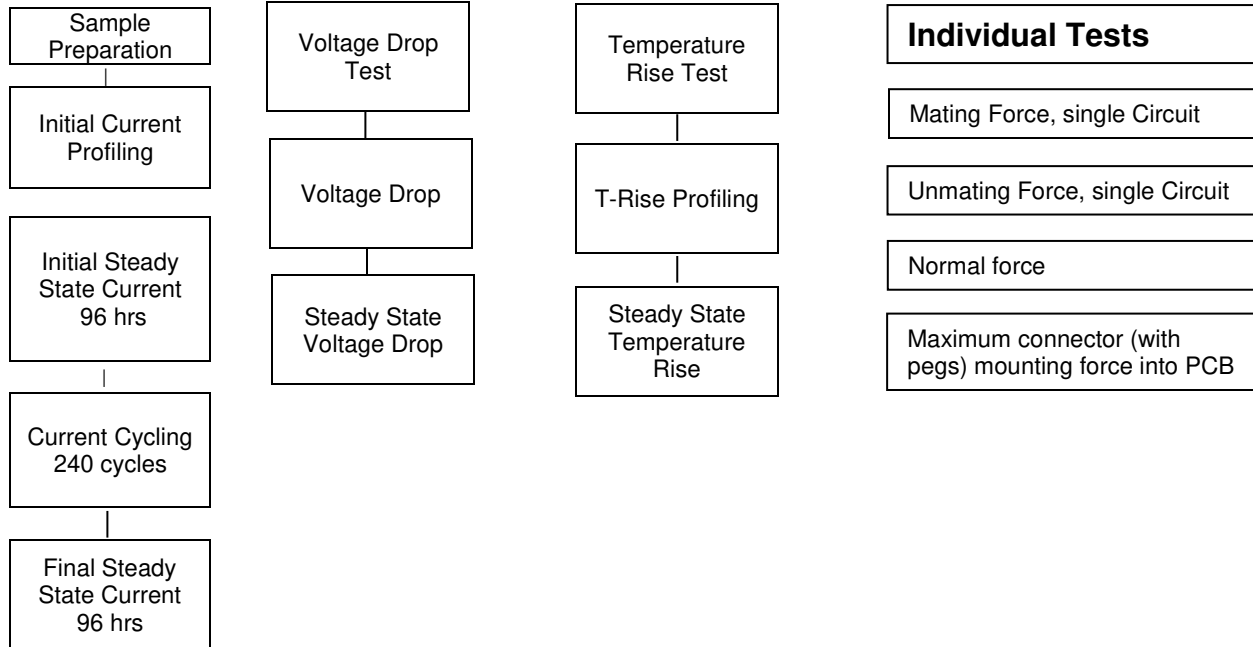 Sample
Preparation
Initial Current
Profiling
Initial Steady
State Current
96 hrs
Current Cycling
240 cycles
Final Steady
State Current
96 hrs
Voltage Drop
Test
Voltage Drop
Steady State
Voltage Drop
Temperature
Rise Test
T-Rise Profiling
Steady State
Temperature
Rise
Individual Tests
Mating Force, single Circuit
Unmating Force, single Circuit
Normal force
Maximum connector (with
pegs) mounting force into PCB